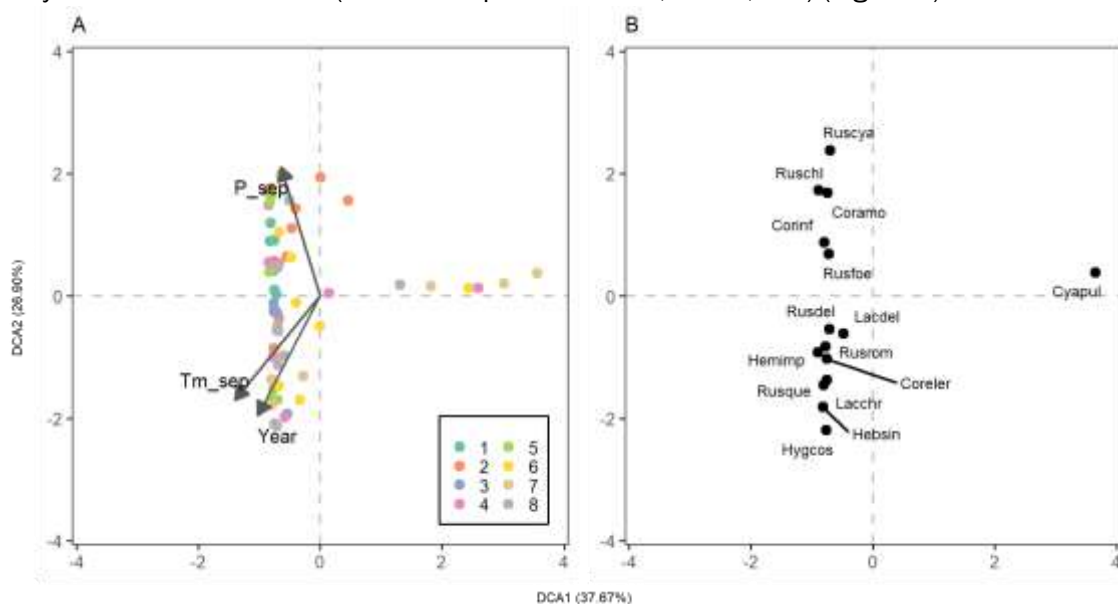 A
B
4
2
0
-2
-4
-4
-2
0
2
4
DCA2 (26.90%)
P_sep
Tm_sep
Year
1 5
2 6
3 7
4 8
4
2
0
-2
-4
-4
-2
0
2
4
Ruscya
Ruschl
Coramo
Corinf
Rusfoe
Cyapul
Rusdel
Lacdel
Hemimp
Rusrom
Coreler
Rusque
Lacchr
Hebsin
Hygcos
DCA1 (37.67%)